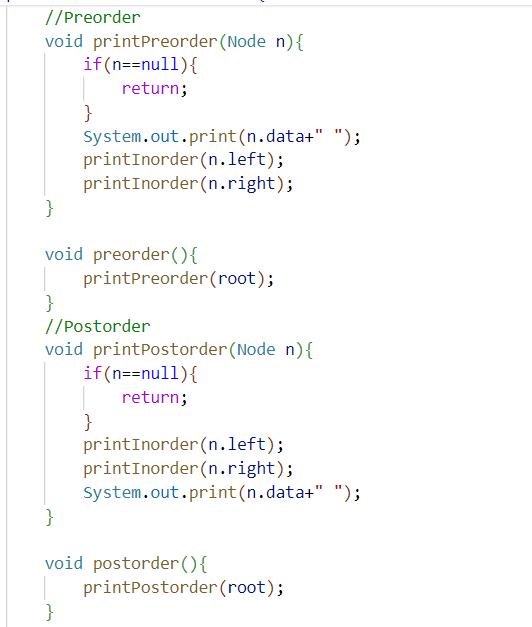 //Preorder
void printPreorder(Node n){
if(n==null){
return;
}
System.out.print(n.data+" ");
printInorder(n.left);
printInorder(n.right);
}
void preorder(){
printPreorder(root);
}
//Postorder
void printPostorder(Node n){
if(n==null){
return;
}
printInorder(n.left);
printInorder(n.right);
System.out.print(n.data+" ");
}
void postorder(){
printPostorder(root);
}